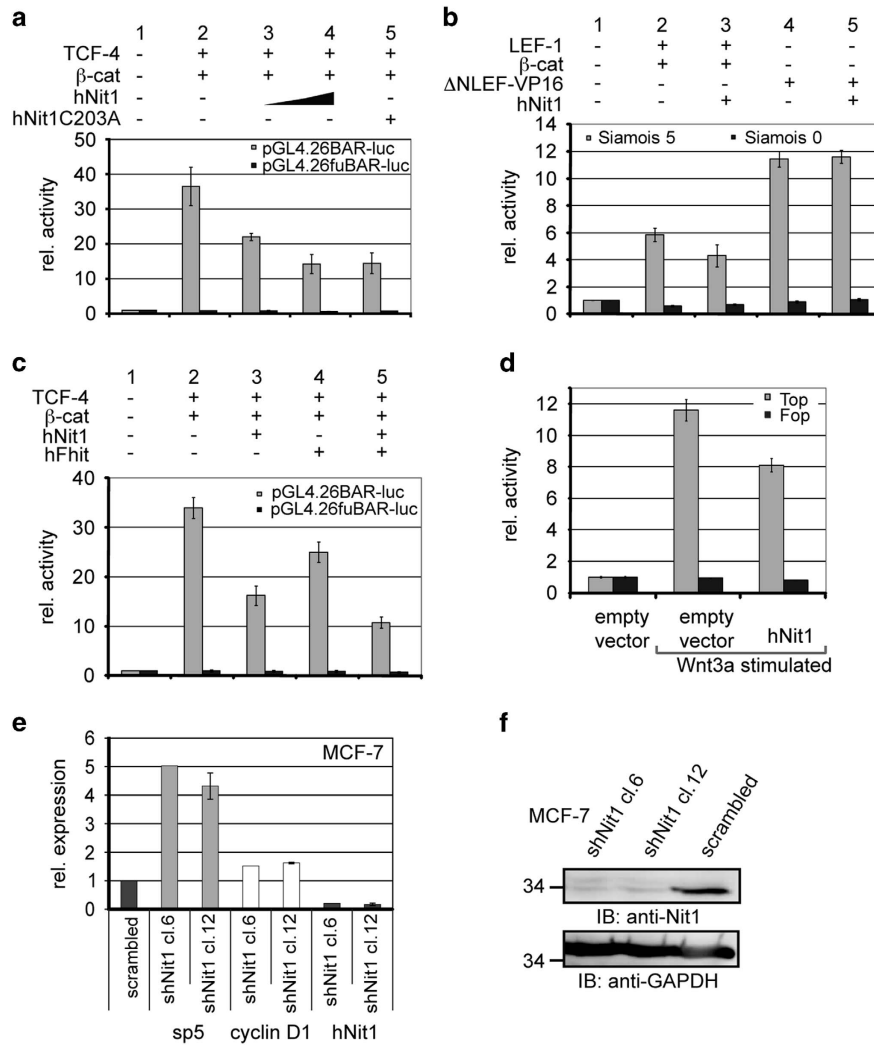 a
1 2 3 4 5
TCF-4 - + + + +
β-cat - + + + +
hNit1 - - -
hNit1C203A - - - - +
50
40
30
20
10
0
rel. activity
pGL4.26BAR-luc
pGL4.26fuBAR-luc
b
1 2 3 4 5
LEF-1 - + + - -
β-cat - + + - -
ΔNLEF-VP16 - - - + +
hNit1 - - + - +
14
12
10
8
6
4
2
0
rel. activity
Siamois 5 Siamois 0
c
1 2 3 4 5
TCF-4 - + + + +
β-cat - + + + +
hNit1 - - + - +
hFhit - - - + +
40
30
20
10
0
rel. activity
pGL4.26BAR-luc
pGL4.26fuBAR-luc
d
12
10
8
6
4
2
0
rel. activity
Top
Fop
empty vector
empty vector
hNit1
Wnt3a stimulated
e
6
5
4
3
2
1
0
rel. expression
MCF-7
scrambled
shNit1 cl.6
shNit1 cl.12
shNit1 cl.6
shNit1 cl.12
shNit1 cl.6
shNit1 cl.12
sp5 cyclin D1 hNit1
f
MCF-7
shNit1 cl.6
shNit1 cl.12
scrambled
34
IB: anti-Nit1
34
IB: anti-GAPDH